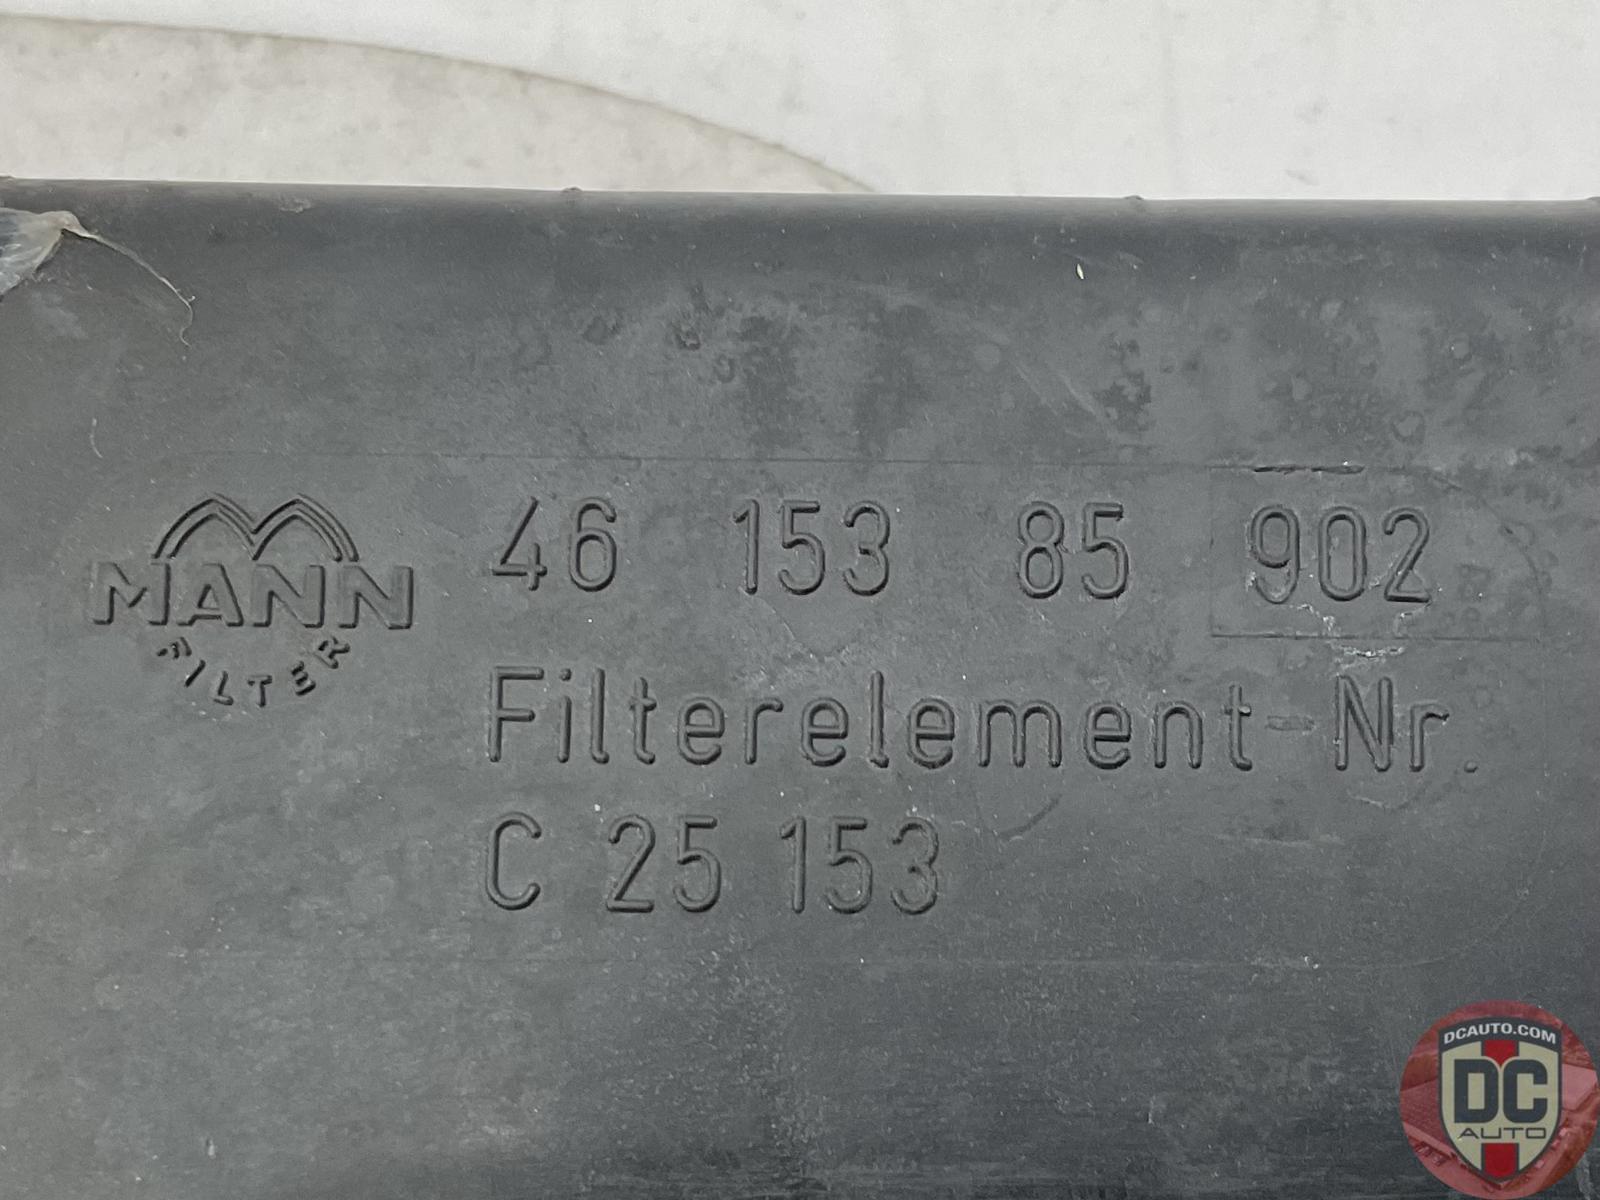 MANN
FILTER
46 153 85 902
Filterelement-Nr.
C 25 153
DCAUTO.COM
DC
AUTO